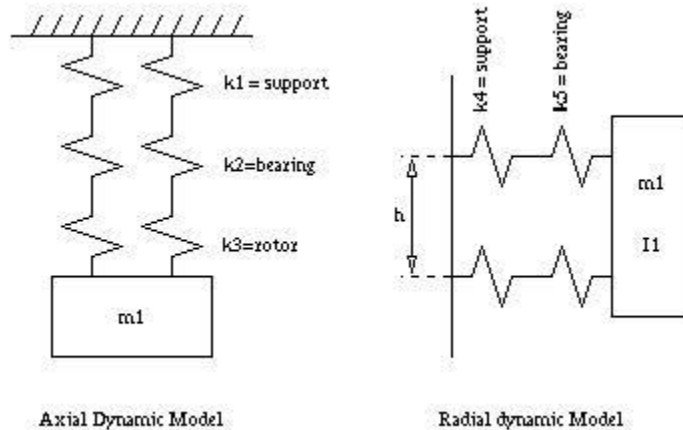 k1 = support
k2=bearing
k3=rotor
m1
Axial Dynamic Model
k4 = support
k5 = bearing
h
m1
I1
Radial dynamic Model